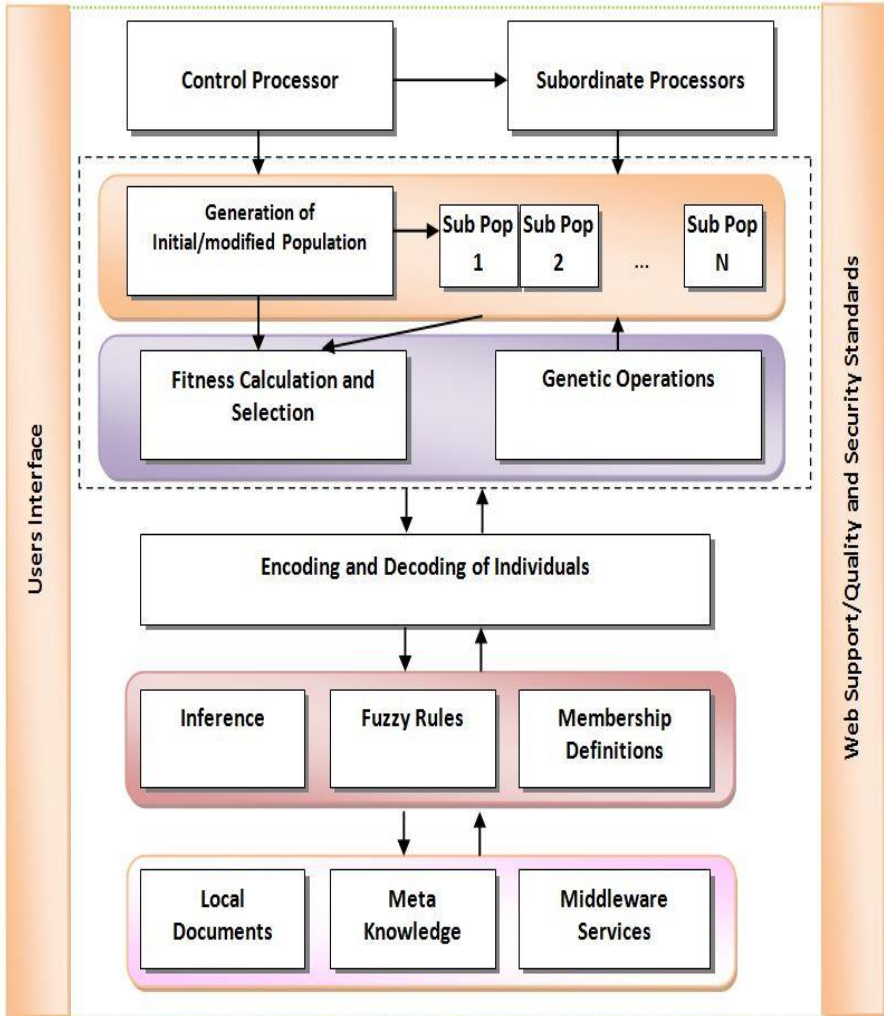 Users Interface
Control Processor
Subordinate Processors
Generation of
Initial/modified Population
Sub Pop
1
Sub Pop
2
...
Sub Pop
N
Fitness Calculation and
Selection
Genetic Operations
Encoding and Decoding of Individuals
Inference
Fuzzy Rules
Membership
Definitions
Local
Documents
Meta
Knowledge
Middleware
Services
Web Support/Quality and Security Standards